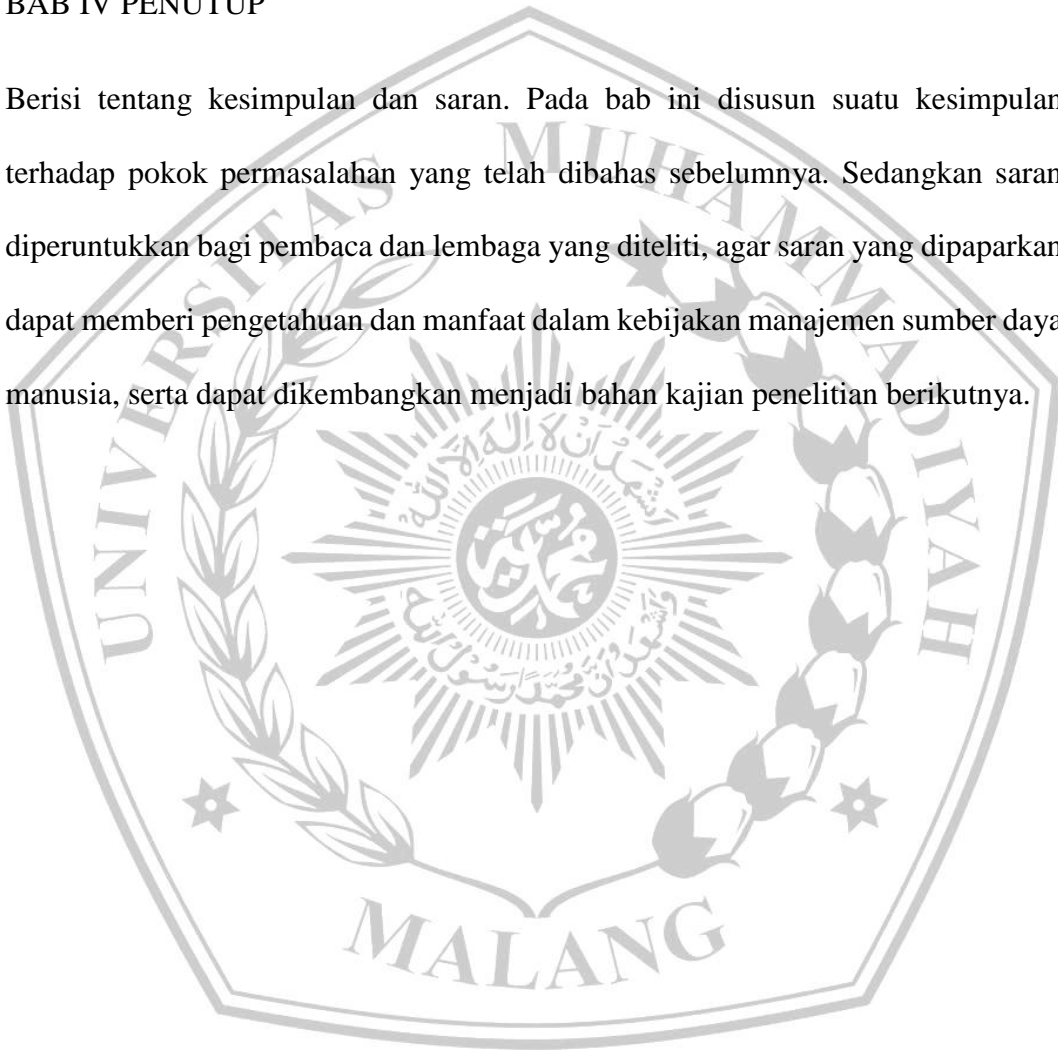 BAB IV PENUTUP
Berisi tentang kesimpulan dan saran. Pada bab ini disusun suatu kesimpulan
terhadap pokok permasalahan yang telah dibahas sebelumnya. Sedangkan saran
diperuntukkan bagi pembaca dan lembaga yang diteliti, agar saran yang dipaparkan
dapat memberi pengetahuan dan manfaat dalam kebijakan manajemen sumber daya
manusia, serta dapat dikembangkan menjadi bahan kajian penelitian berikutnya.
UNIVERSITAS MUHAMMADIYAH
MALANG